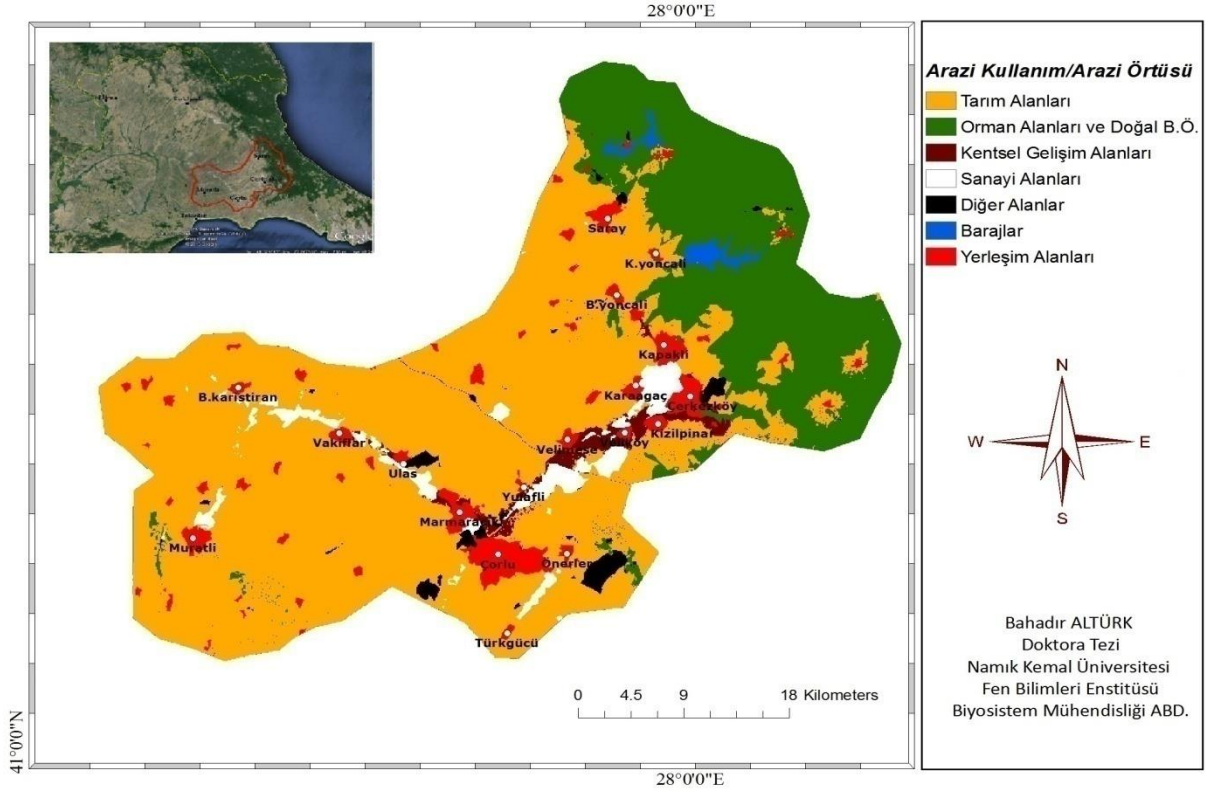 28°0'0"E
Arazi Kullanım/Arazi Örtüsü
Tarım Alanları
Orman Alanları ve Doğal B.Ö.
Kentsel Gelişim Alanları
Sanayi Alanları
Diğer Alanlar
Barajlar
Yerleşim Alanları
Saray
K.yoncali
B.yoncali
Kapakli
Karaagaç
Çerkezköy
B.karistiran
Vakiflar
Kizilpinar
Ulas
Yulafli
Muratli
Çorlu
Önerler
Türkgücü
N
W
E
S
0 4.5 9 18 Kilometers
Bahadır ALTÜRK
Doktora Tezi
Namık Kemal Üniversitesi
Fen Bilimleri Enstitüsü
Biyosistem Mühendisliği ABD.
41°0'0"N
28°0'0"E